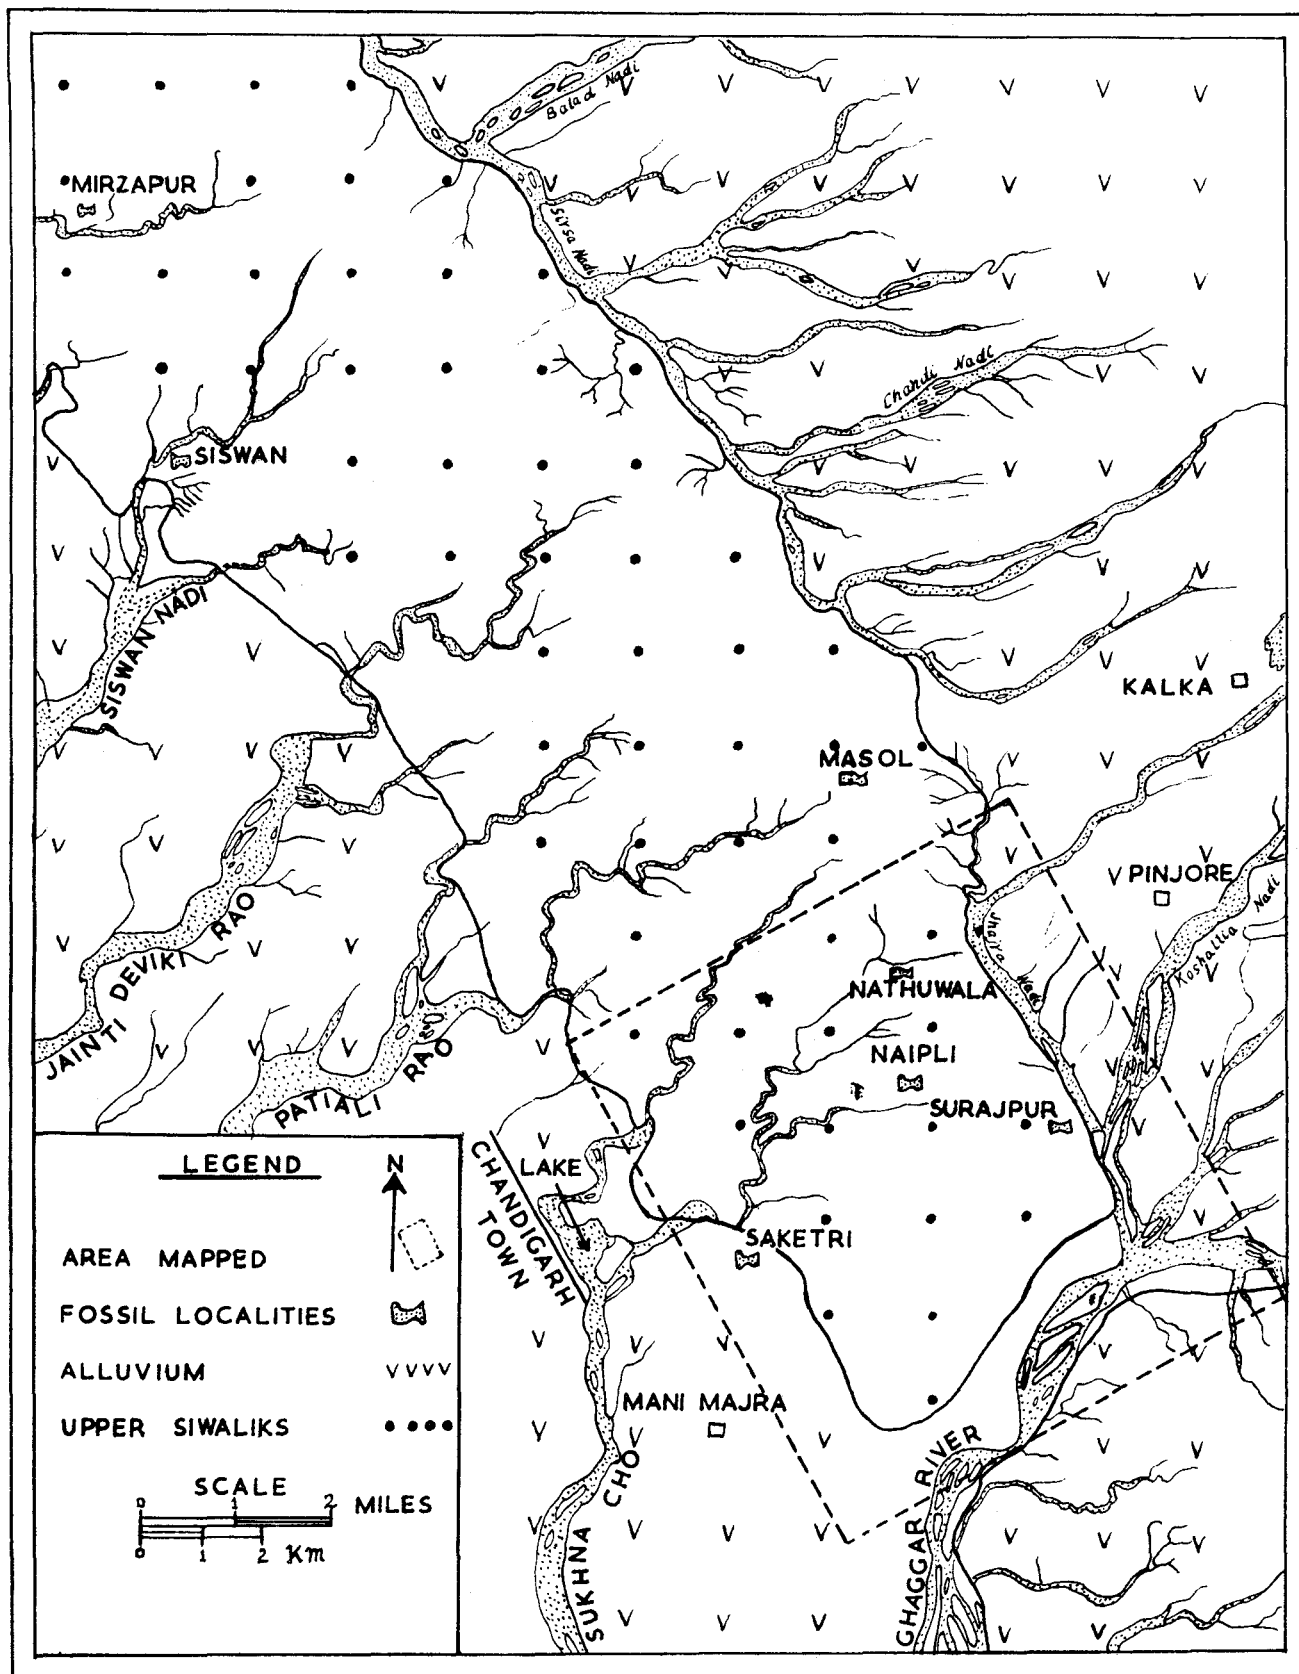 Balad Nadi
MIRZAPUR
Sirsa Nadi
Chandi Nadi
SISWAN
SISWAN NADI
KALKA
MASOL
PINJORE
Koshallia Nadi
Jhajra Nadi
NATHUWALA
JAINTI DEVIKI RAO
NAIPLI
PATIALI RAO
SURAJPUR
LEGEND
N
AREA MAPPED
FOSSIL LOCALITIES
ALLUVIUM VVVV
UPPER SIWALIKS
SCALE
0 1 2 MILES
0 1 2 Km
LAKE
CHANDIGARH
TOWN
SAKETRI
MANI MAJRA
SUKHNA CHO
GHAGGAR RIVER